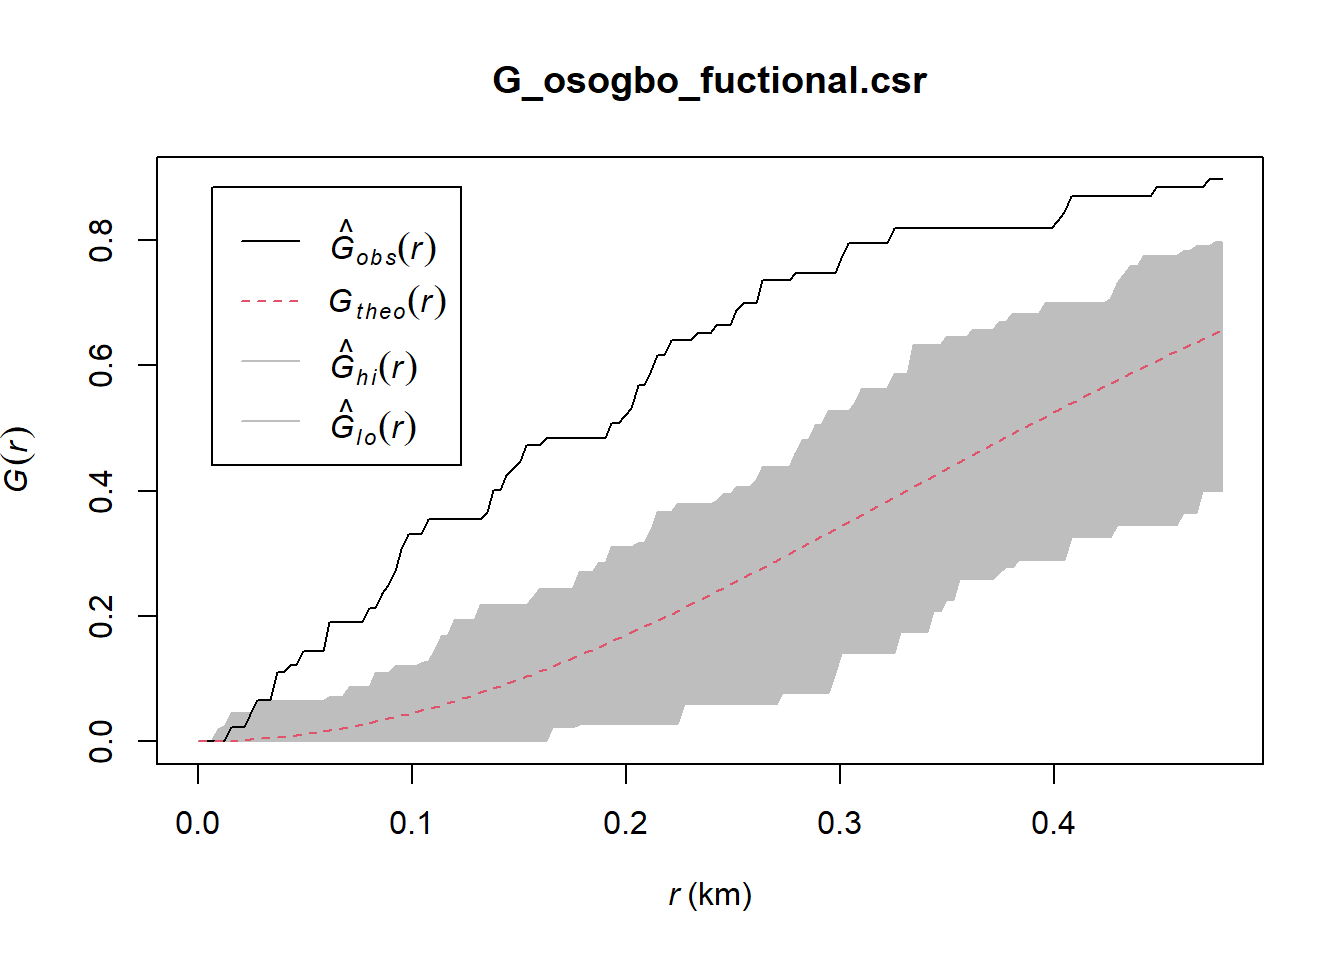 G_osogbo_fuctional.csr
Ĝobs(r)
Gtheo(r)
Ĝhi(r)
Ĝlo(r)
G(r)
0.8
0.6
0.4
0.2
0.0
0.0 0.1 0.2 0.3 0.4
r (km)